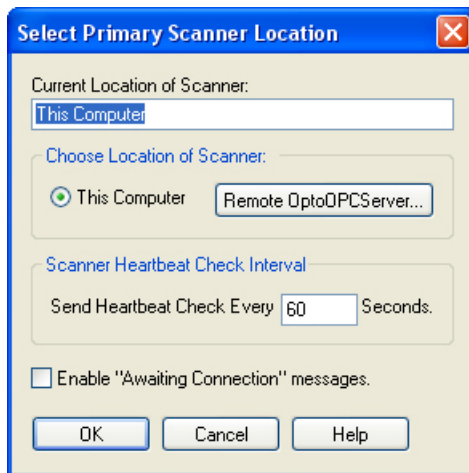 Select Primary Scanner Location
Current Location of Scanner:
This Computer
Choose Location of Scanner:
This Computer Remote OptoOPCServer...
Scanner Heartbeat Check Interval
Send Heartbeat Check Every 60 Seconds.
Enable "Awaiting Connection" messages.
OK Cancel Help